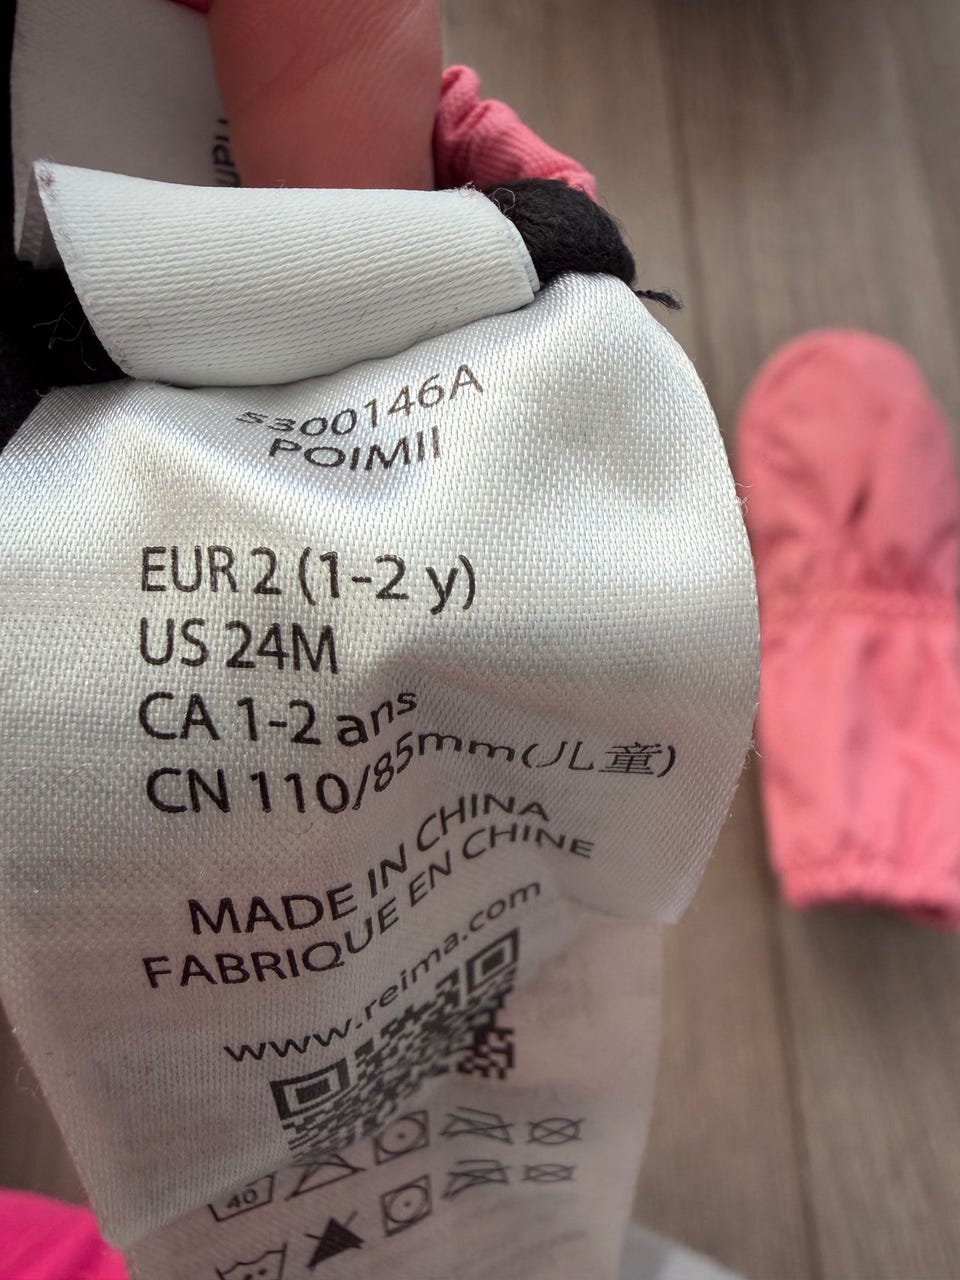 5300146A
POIMII
EUR 2 (1-2 y)
US 24M
CA 1-2 ans
CN 110/85mm(儿童)
MADE IN CHINA
FABRIQUE EN CHINE
www.reima.com
40